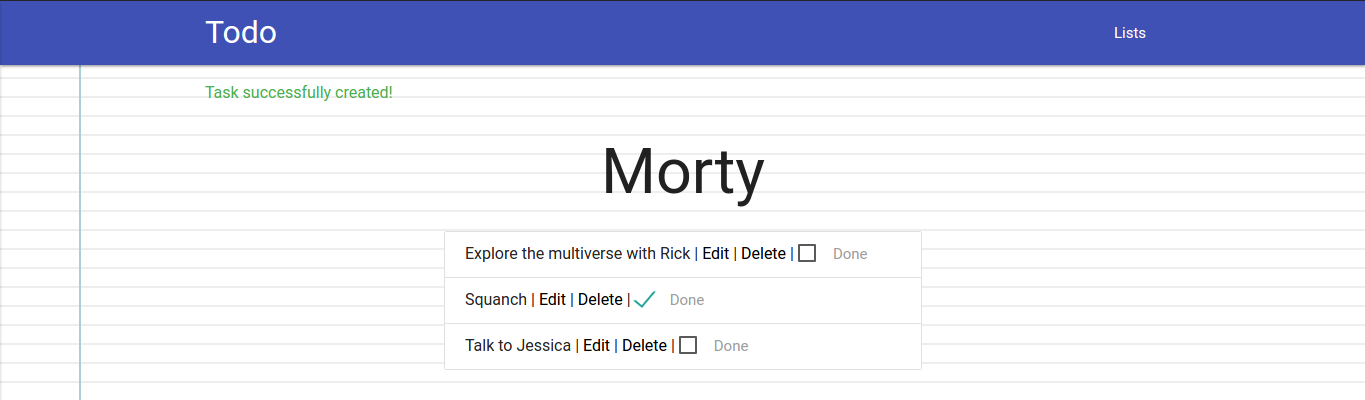 Todo
Lists
Task successfully created!
Morty
Explore the multiverse with Rick | Edit | Delete | Done
Squanch | Edit | Delete | Done
Talk to Jessica | Edit | Delete | Done